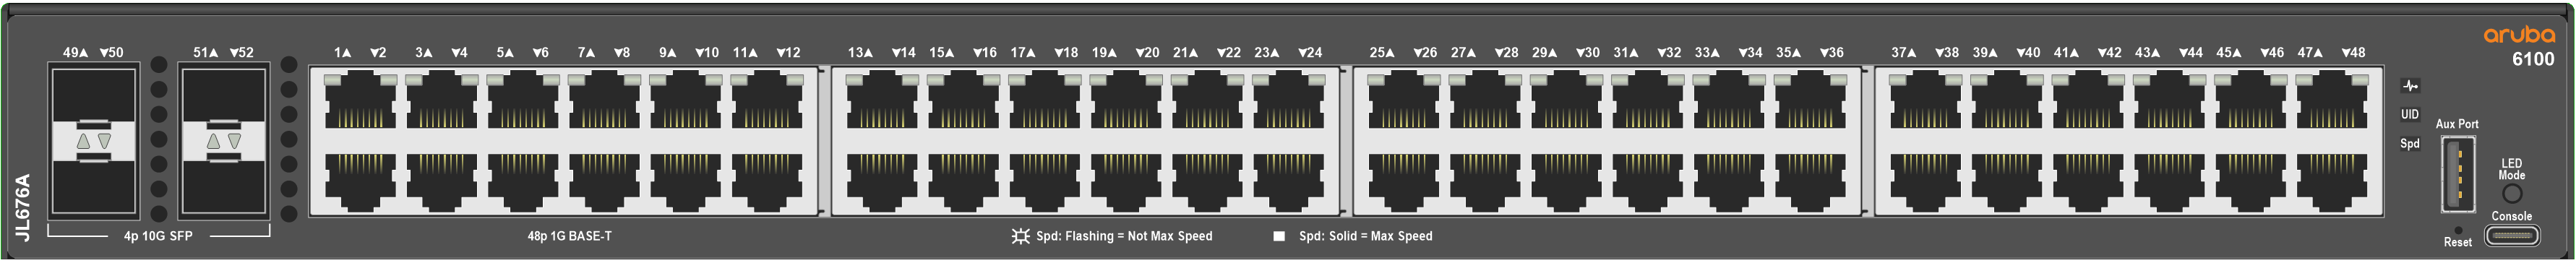 49▲ ▼50 51▲ ▼52 1▲ ▼2 3▲ ▼4 5▲ ▼6 7▲ ▼8 9▲ ▼10 11▲ ▼12 13▲ ▼14 15▲ ▼16 17▲ ▼18 19▲ ▼20 21▲ ▼22 23▲ ▼24 25▲ ▼26 27▲ ▼28 29▲ ▼30 31▲ ▼32 33▲ ▼34 35▲ ▼36 37▲ ▼38 39▲ ▼40 41▲ ▼42 43▲ ▼44 45▲ ▼46 47▲ ▼48
aruba
6100
UID
Spd
Aux Port
LED
Mode
Console
Reset
JL676A
4p 10G SFP
48p 1G BASE-T
Spd: Flashing = Not Max Speed
Spd: Solid = Max Speed